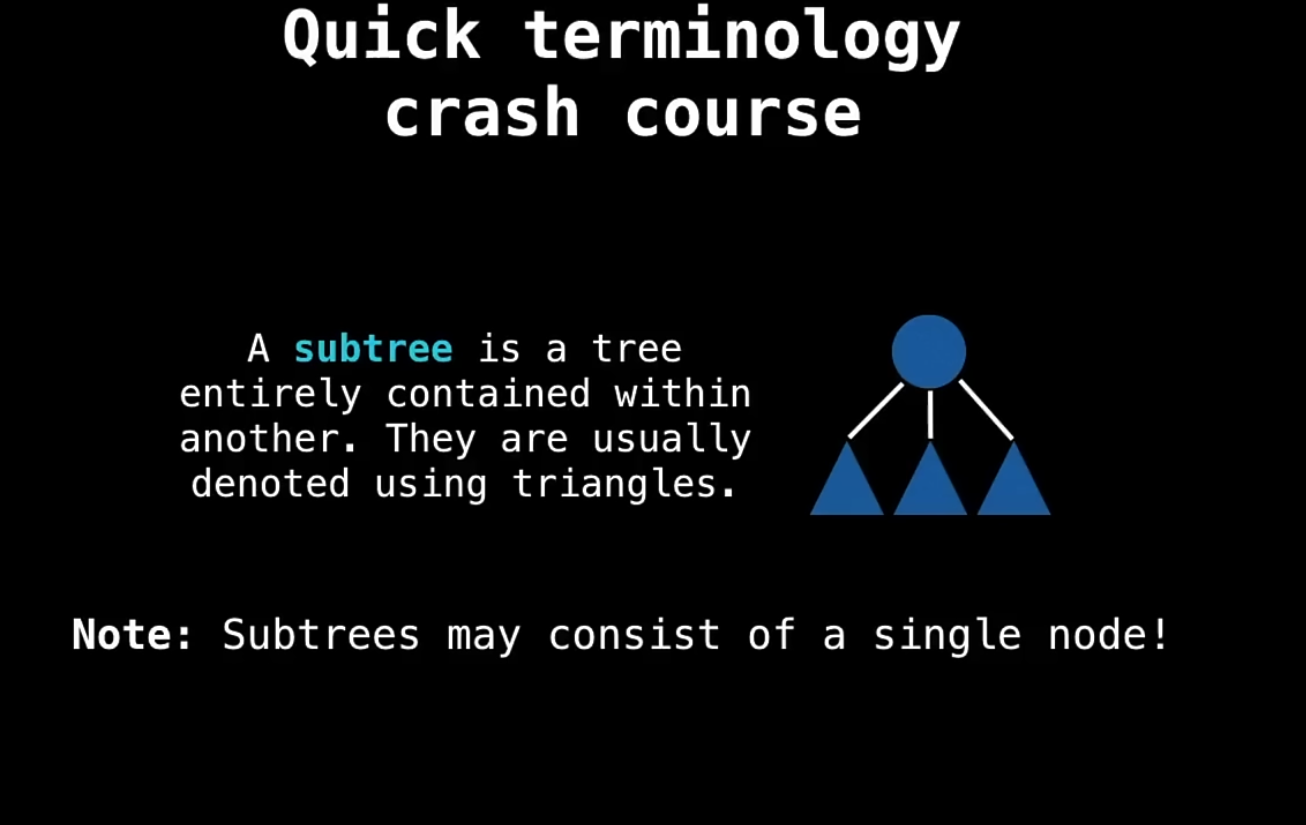 Quick terminology
crash course
A subtree is a tree
entirely contained within
another. They are usually
denoted using triangles.
Note: Subtrees may consist of a single node!